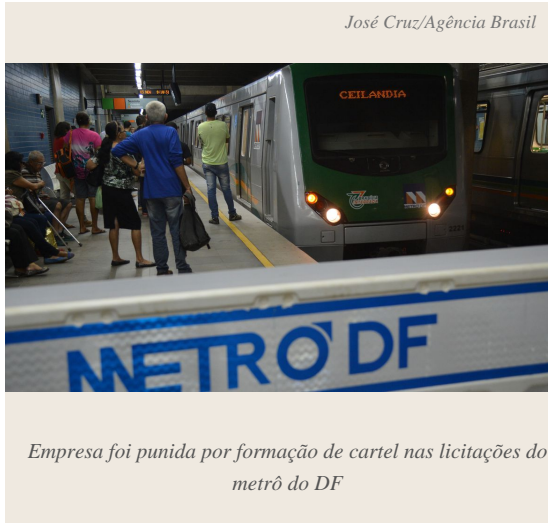 José Cruz/Agência Brasil
CEILANDIA
METRÔ DF
Empresa foi punida por formação de cartel nas licitações do
metrô do DF